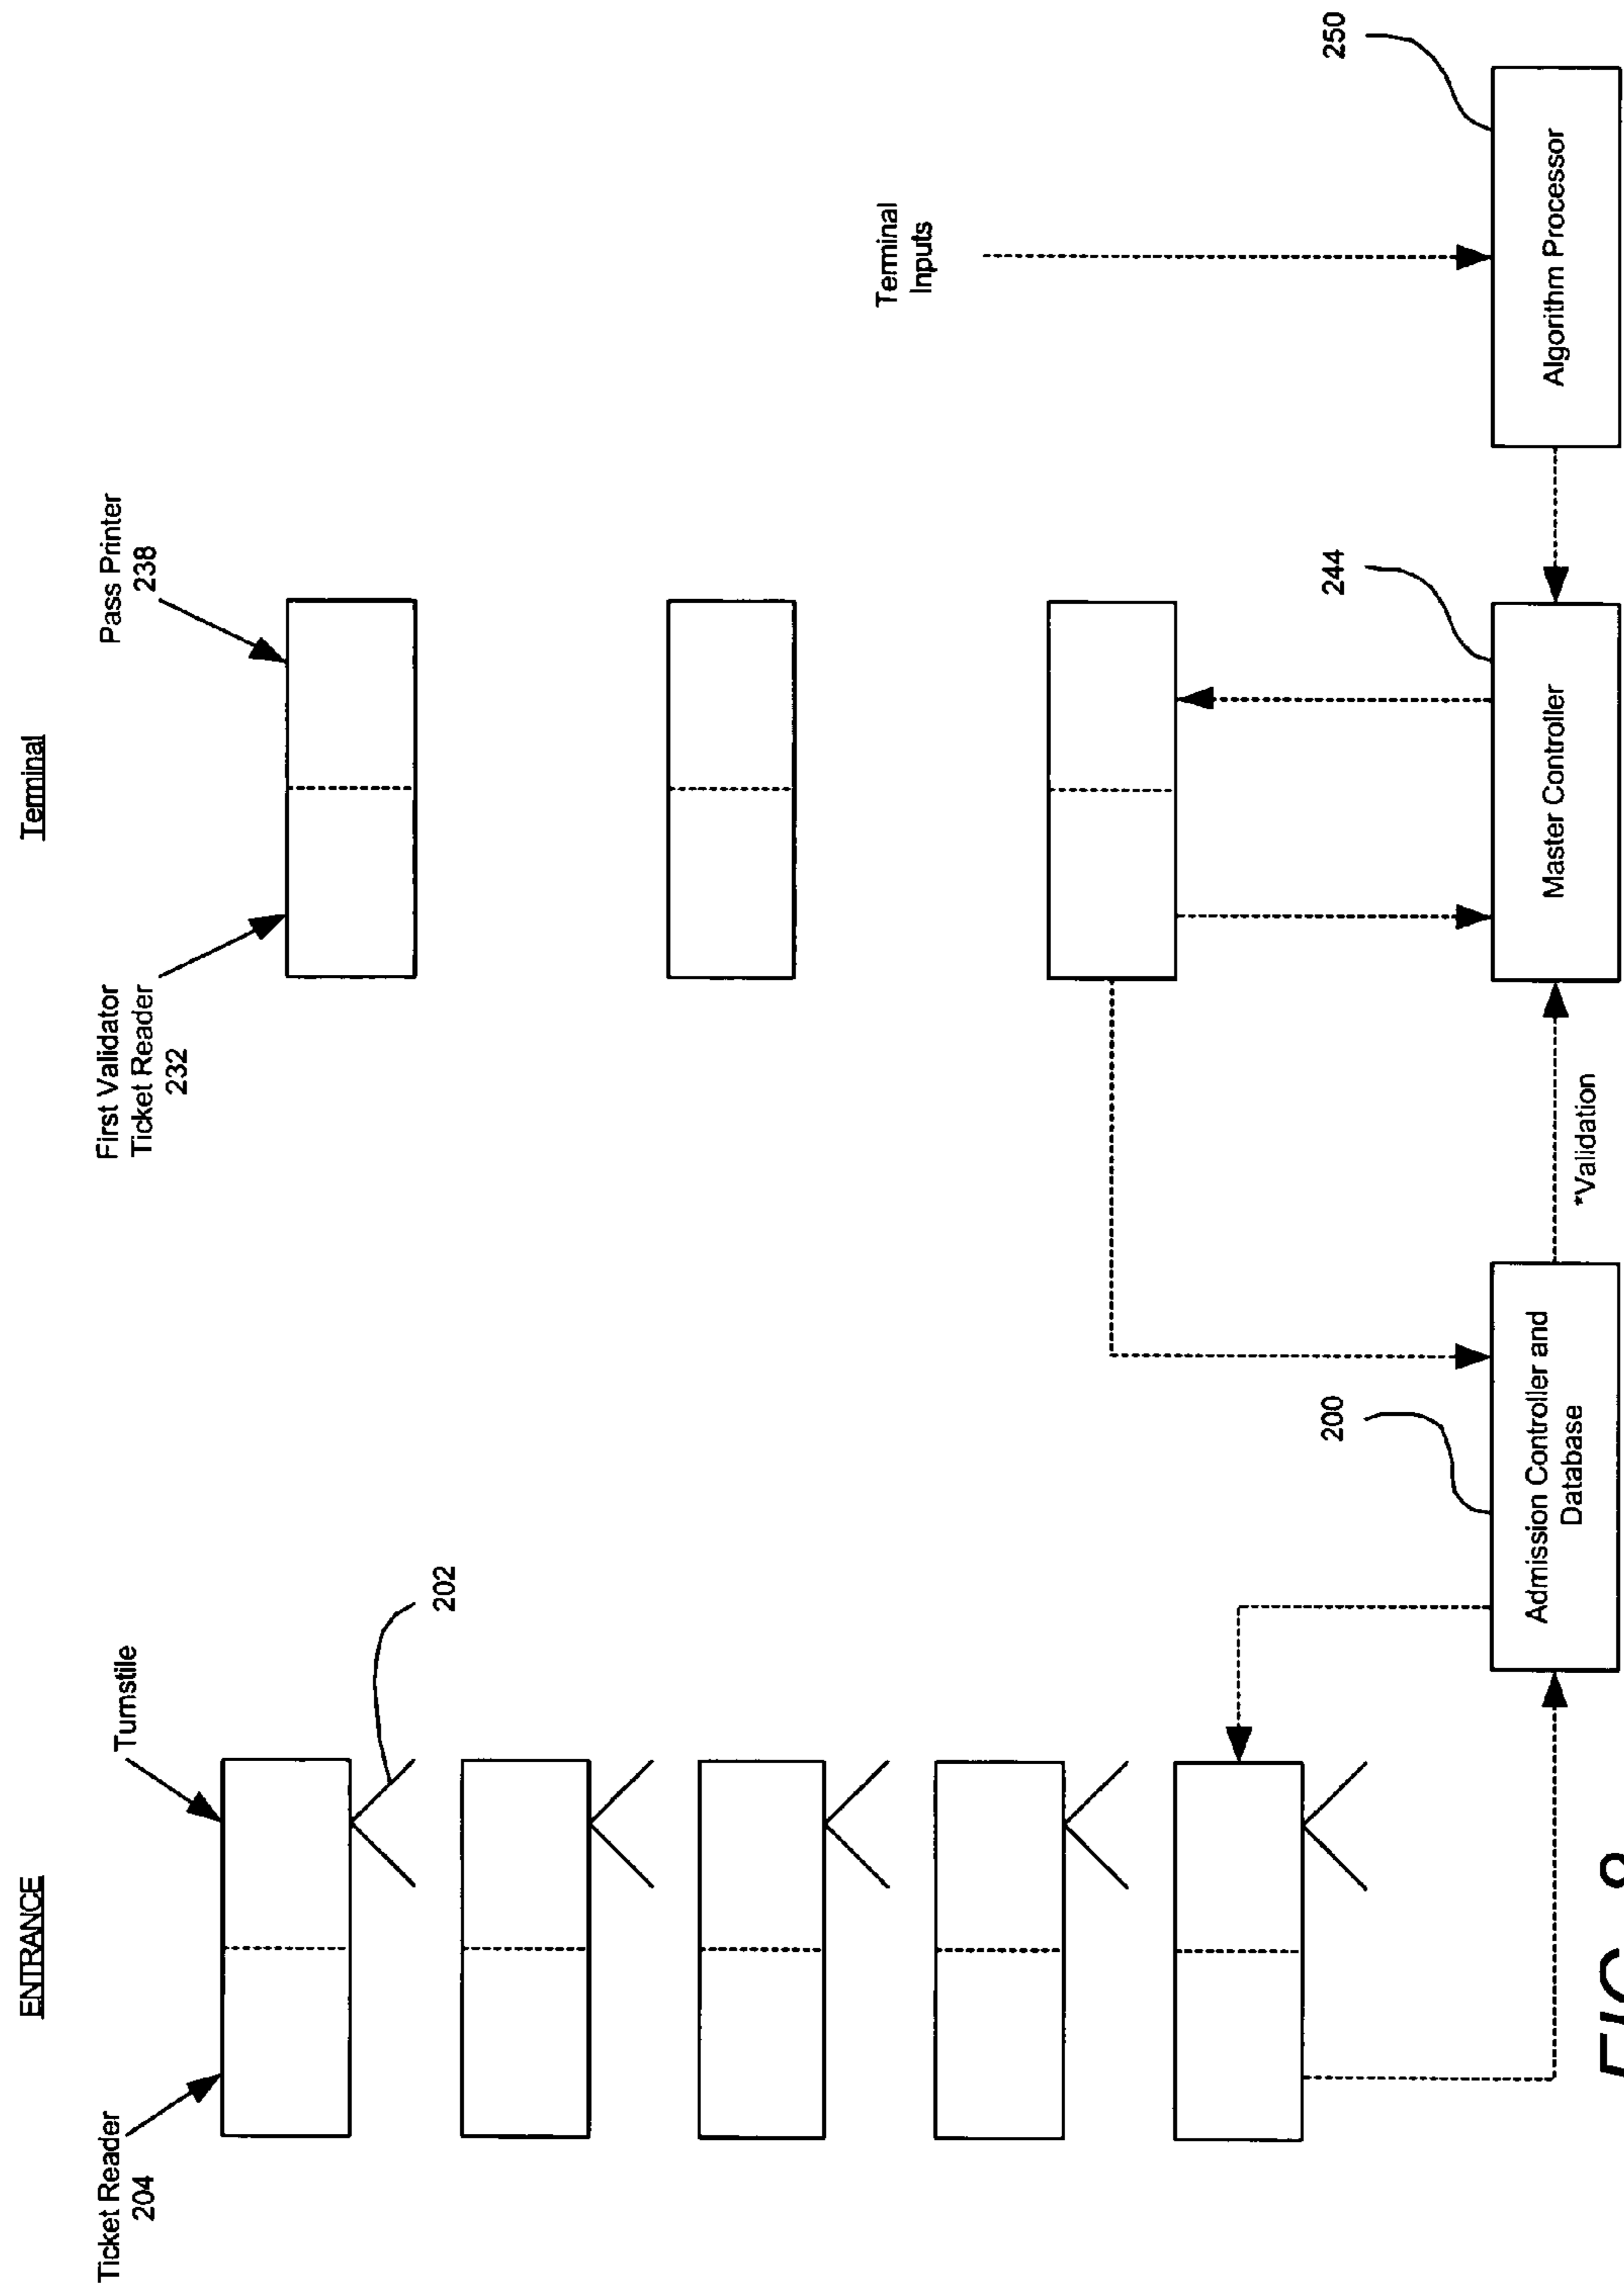 ENTRANCE
Terminal
Ticket Reader
204
Turnstile
202
First Validator
Ticket Reader
232
Pass Printer
238
Terminal
Inputs
200
244
250
Admission Controller and
Database
*Validation
Master Controller
Algorithm Processor
FIG.